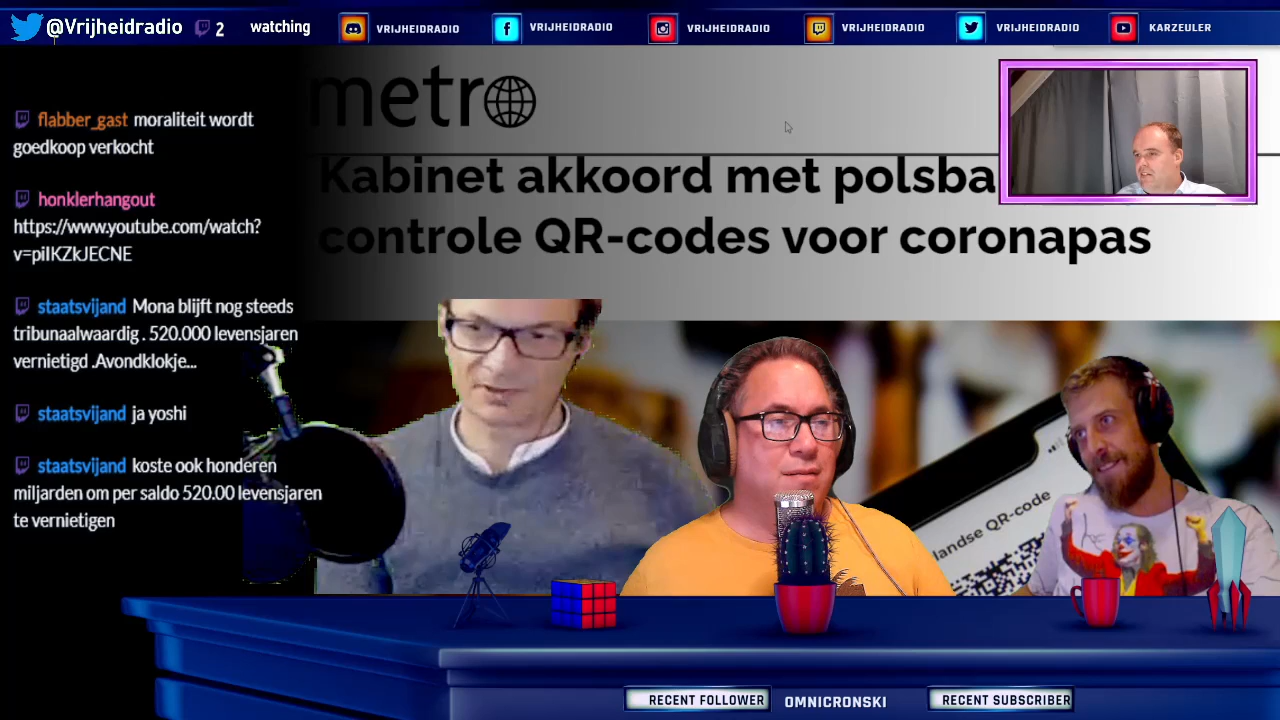 @Vrijheidradio 2 watching VRIJHEIDRADIO VRIJHEIDRADIO VRIJHEIDRADIO VRIJHEIDRADIO VRIJHEIDRADIO KARZEULER
metro
Kabinet akkoord met polsba
controle QR-codes voor coronapas
flabber_gast moraliteit wordt
goedkoop verkocht
honklerhangout
https://www.youtube.com/watch?
v=piIKZkJECNE
staatsvijand Mona blijft nog steeds
tribunaalwaardig . 520.000 levensjaren
vernietigd .Avondklokje...
staatsvijand ja yoshi
staatsvijand koste ook honderen
miljarden om per saldo 520.00 levensjaren
te vernietigen
landse QR-code
RECENT FOLLOWER OMNICRONSKI RECENT SUBSCRIBER